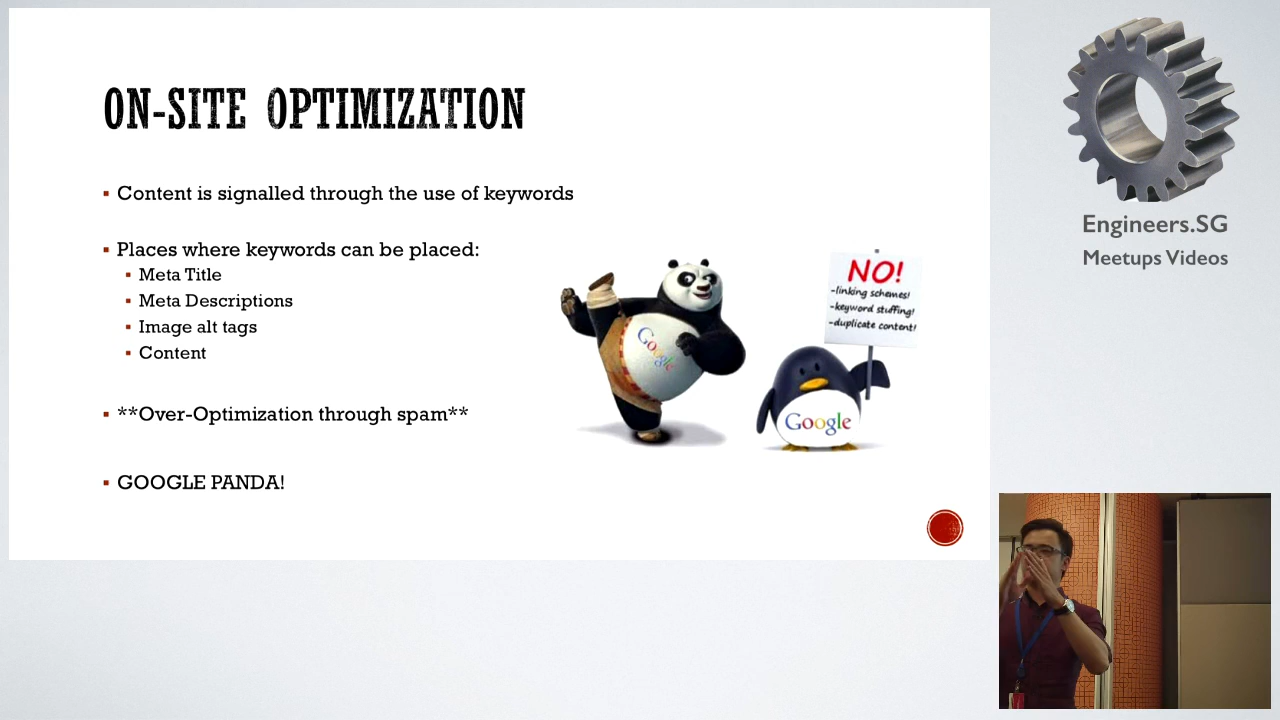 ON-SITE OPTIMIZATION
Content is signalled through the use of keywords
Places where keywords can be placed:
Meta Title
Meta Descriptions
Image alt tags
Content
**Over-Optimization through spam**
GOOGLE PANDA!
Google
NO!
-linking schemes!
-keyword stuffing!
-duplicate content!
Google
Engineers.SG
Meetups Videos